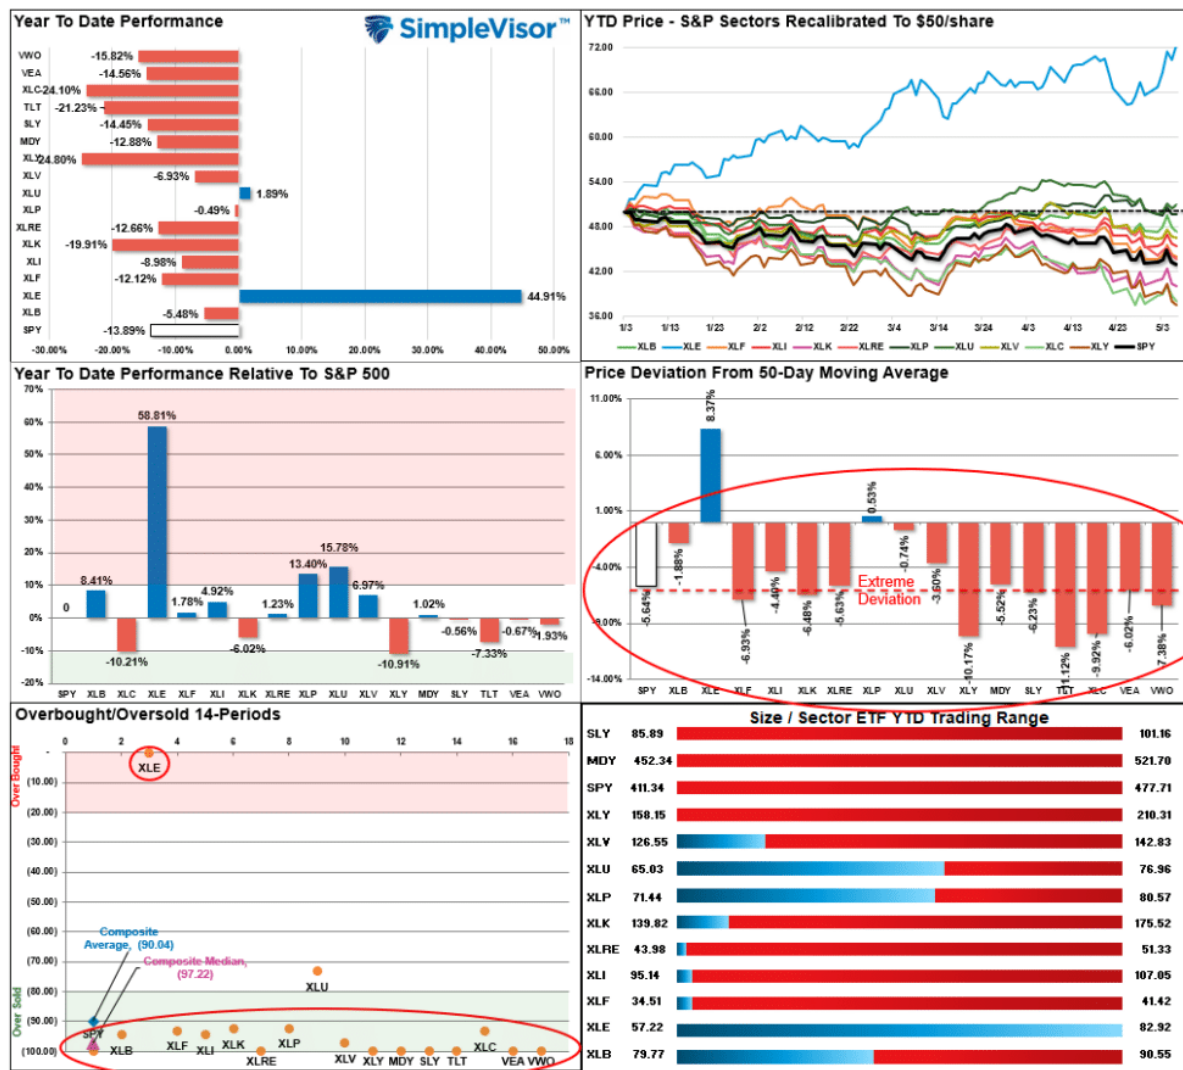 Year To Date Performance
SimpleVisor™
VWO -15.82%
VEA -14.56%
XLC -24.10%
TLT -21.23%
SLY -14.45%
MDY -12.88%
XLY -24.80%
XLV -6.93%
XLU 1.89%
XLP -0.49%
XLRE -12.66%
XLK -19.91%
XLI -8.98%
XLF -12.12%
XLE 44.91%
XLB -5.48%
SPY -13.89%
-30.00% -20.00% -10.00% 0.00% 10.00% 20.00% 30.00% 40.00% 50.00%
YTD Price - S&P Sectors Recalibrated To $50/share
72.00
66.00
60.00
54.00
48.00
42.00
36.00
1/3 1/13 1/23 2/2 2/12 2/22 3/4 3/14 3/24 4/3 4/13 4/23 5/3
XLB XLE XLF XLI XLK XLRE XLP XLU XLV XLC XLY SPY
Year To Date Performance Relative To S&P 500
70%
60%
50%
40%
30%
20%
10%
0%
-10%
-20%
0 8.41% -10.21% 58.81% 1.78% 4.92% -6.02% 1.23% 13.40% 15.78% 6.97% -10.91% 1.02% -0.56% -7.33% -0.67% -1.93%
SPY XLB XLC XLE XLF XLI XLK XLRE XLP XLU XLV XLY MDY SLY TLT VEA VWO
Price Deviation From 50-Day Moving Average
11.00%
6.00%
1.00%
-4.00%
-9.00%
-14.00%
-5.64% -1.88% 8.37% -6.93% -4.40% -6.48% -5.63% 0.53% -0.74% -3.60% -10.17% -5.52% -6.23% -11.12% -9.92% -6.02% -7.38%
Extreme
Deviation
SPY XLB XLE XLF XLI XLK XLRE XLP XLU XLV XLY MDY SLY TLT XLC VEA VWO
Overbought/Oversold 14-Periods
0 2 4 6 8 10 12 14 16 18
Over Bought
-
(10.00)
(20.00)
(30.00)
(40.00)
(50.00)
(60.00)
(70.00)
(80.00)
(90.00)
(100.00)
Over Sold
XLE
Composite
Average, (90.04)
Composite Median,
(97.22)
XLU
SPY XLB XLF XLI XLK XLRE XLP XLV XLY MDY SLY TLT XLC VEA VWO
Size / Sector ETF YTD Trading Range
SLY 85.89 101.16
MDY 452.34 521.70
SPY 411.34 477.71
XLY 158.15 210.31
XLV 126.55 142.83
XLU 65.03 76.96
XLP 71.44 80.57
XLK 139.82 175.52
XLRE 43.98 51.33
XLI 95.14 107.05
XLF 34.51 41.42
XLE 57.22 82.92
XLB 79.77 90.55